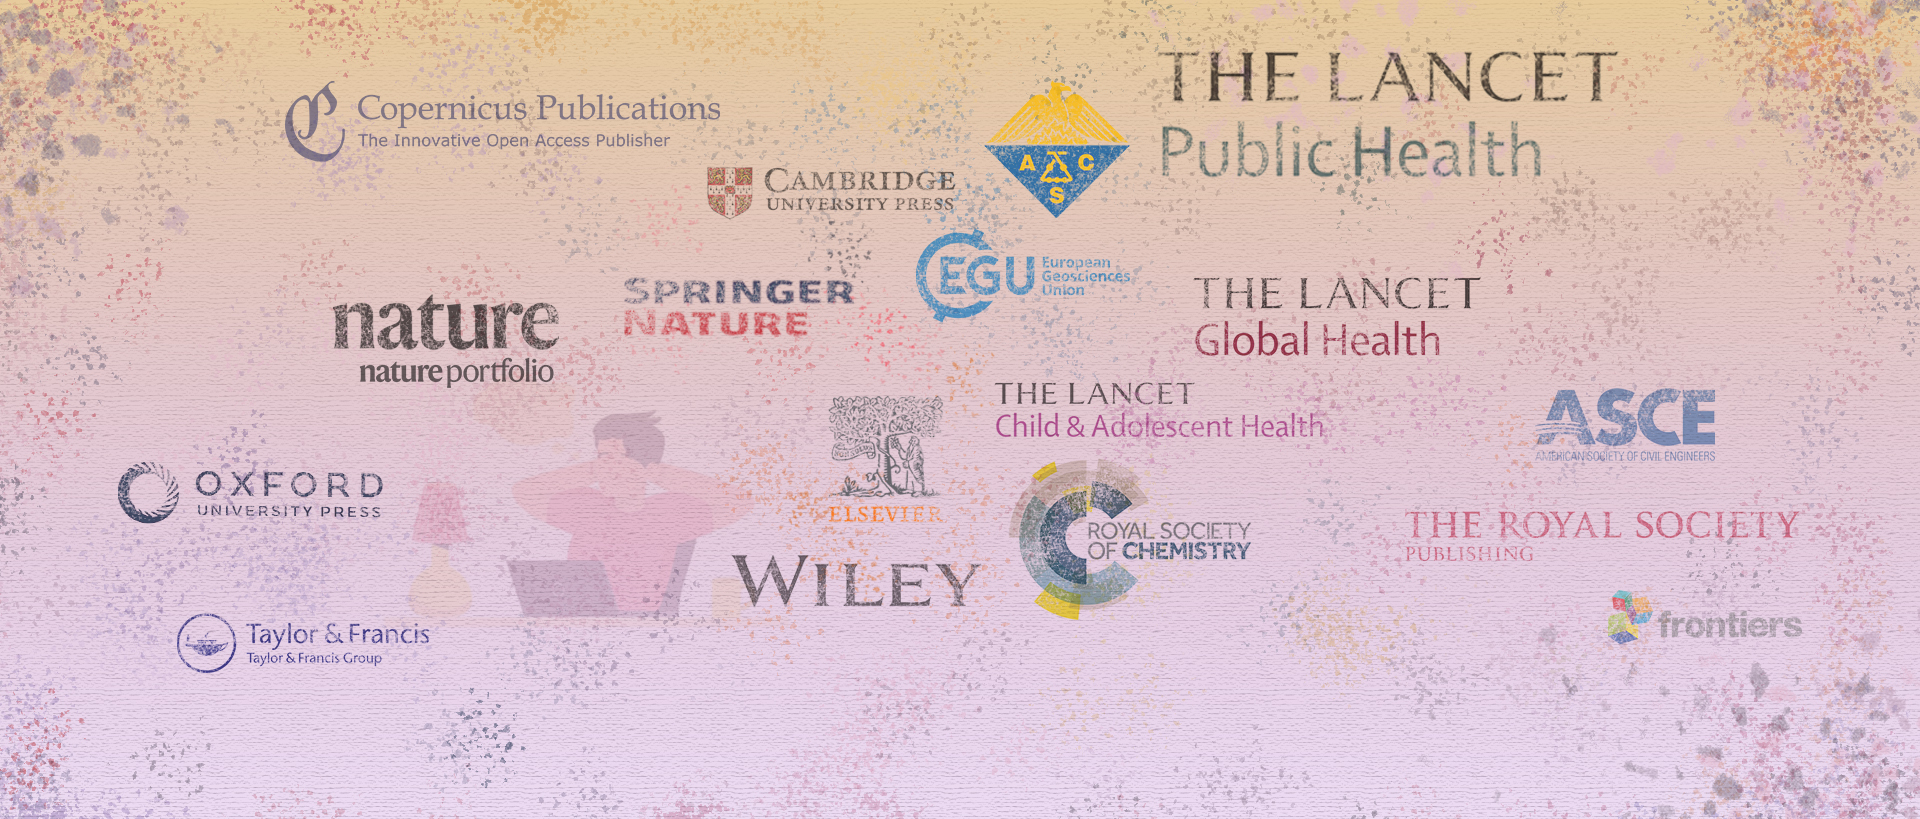 THE LANCET
Public Health
Copernicus Publications
The Innovative Open Access Publisher
A C
S
CAMBRIDGE
UNIVERSITY PRESS
EGU
European
Geosciences
Union
SPRINGER
NATURE
THE LANCET
Global Health
nature
nature portfolio
THE LANCET
Child & Adolescent Health
ASCE
AMERICAN SOCIETY OF CIVIL ENGINEERS
OXFORD
UNIVERSITY PRESS
ELSEVIER
ROYAL SOCIETY
OF CHEMISTRY
THE ROYAL SOCIETY
PUBLISHING
WILEY
frontiers
Taylor & Francis
Taylor & Francis Group